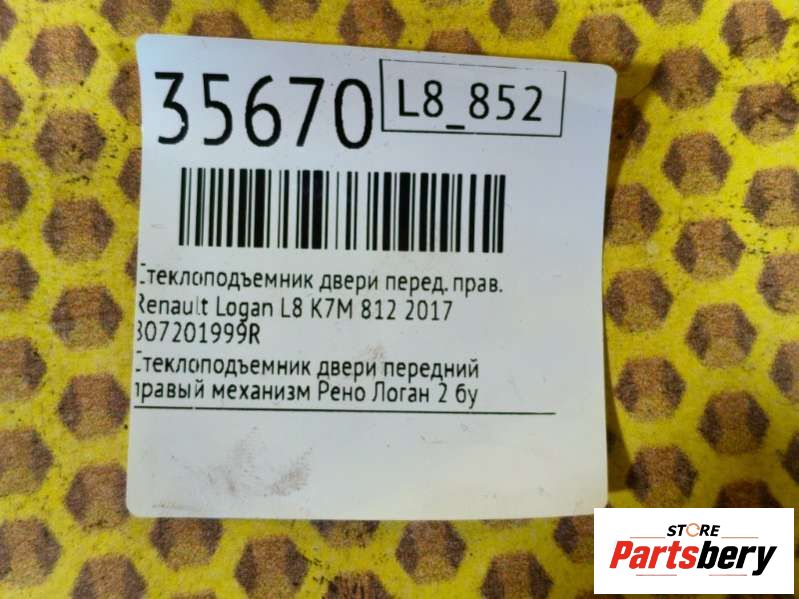 35670
L8_852
Стеклоподъемник двери перед. прав.
Renault Logan L8 K7M 812 2017
807201999R
Стеклоподъемник двери передний
правый механизм Рено Логан 2 бу
STORE
Partsbery